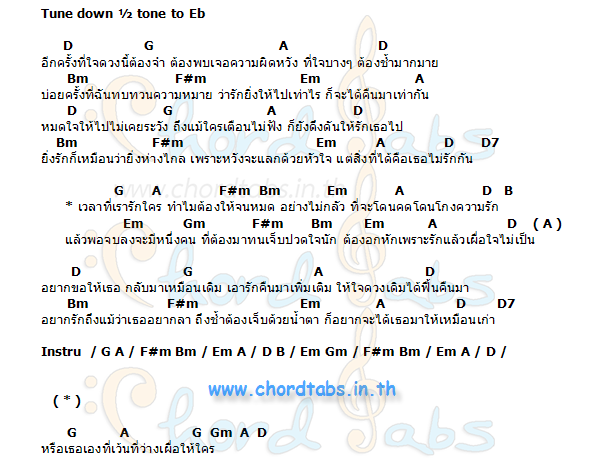 Tune down ½ tone to Eb
D G A D
อีกครั้งที่ใจดวงนี้ต้องจำ ต้องพบเจอความผิดหวัง ที่ใจบางๆ ต้องช้ำมากมาย
Bm F#m Em A
บ่อยครั้งที่ฉันทบทวนความหมาย ว่ารักยิ่งให้ไปเท่าไร ก็จะได้คืนมาเท่ากัน
D G A D
หมดใจให้ไปไม่เคยระวัง ถึงแม้ใครเตือนไม่ฟัง ก็ยังดึงดันให้รักเธอไป
Bm F#m Em A D D7
ยิ่งรักก็เหมือนว่ายิ่งห่างไกล เพราะหวังจะแลกด้วยหัวใจ แต่สิ่งที่ได้คือเธอไม่รักกัน
G A F#m Bm Em A D B
* เวลาที่เรารักใคร ทำไมต้องให้จนหมด อย่างไม่กลัว ที่จะโดนคดโดนโกงความรัก
Em Gm F#m Bm Em A D ( A )
แล้วพอจบลงจะมีหนึ่งคน ที่ต้องมาทนเจ็บปวดใจนัก ต้องอกหักเพราะรักแล้วเผื่อใจไม่เป็น
D G A D
อยากขอให้เธอ กลับมาเหมือนเดิม เอารักคืนมาเพิ่มเติม ให้ใจดวงเดิมได้ฟื้นคืนมา
Bm F#m Em A D D7
อยากรักถึงแม้ว่าเธออยากลา ถึงช้ำต้องเจ็บด้วยน้ำตา ก็อยากจะได้เธอมาให้เหมือนเก่า
Instru / G A / F#m Bm / Em A / D B / Em Gm / F#m Bm / Em A / D /
www.chordtabs.in.th
( * )
G A G Gm A D
หรือเธอเองที่เว้นที่ว่างเผื่อให้ใคร